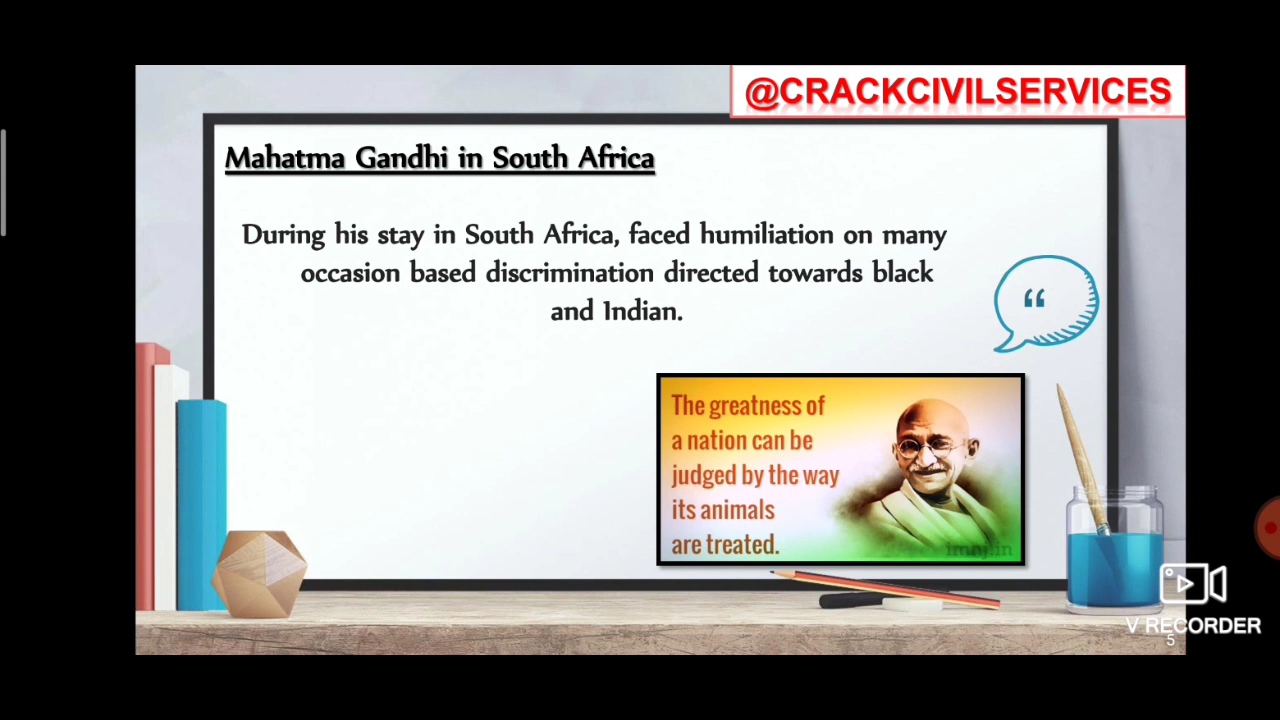 @CRACKCIVILSERVICES
Mahatma Gandhi in South Africa
During his stay in South Africa, faced humiliation on many
occasion based discrimination directed towards black
and Indian.
“
The greatness of
a nation can be
judged by the way
its animals
are treated.
V RECORDER
5